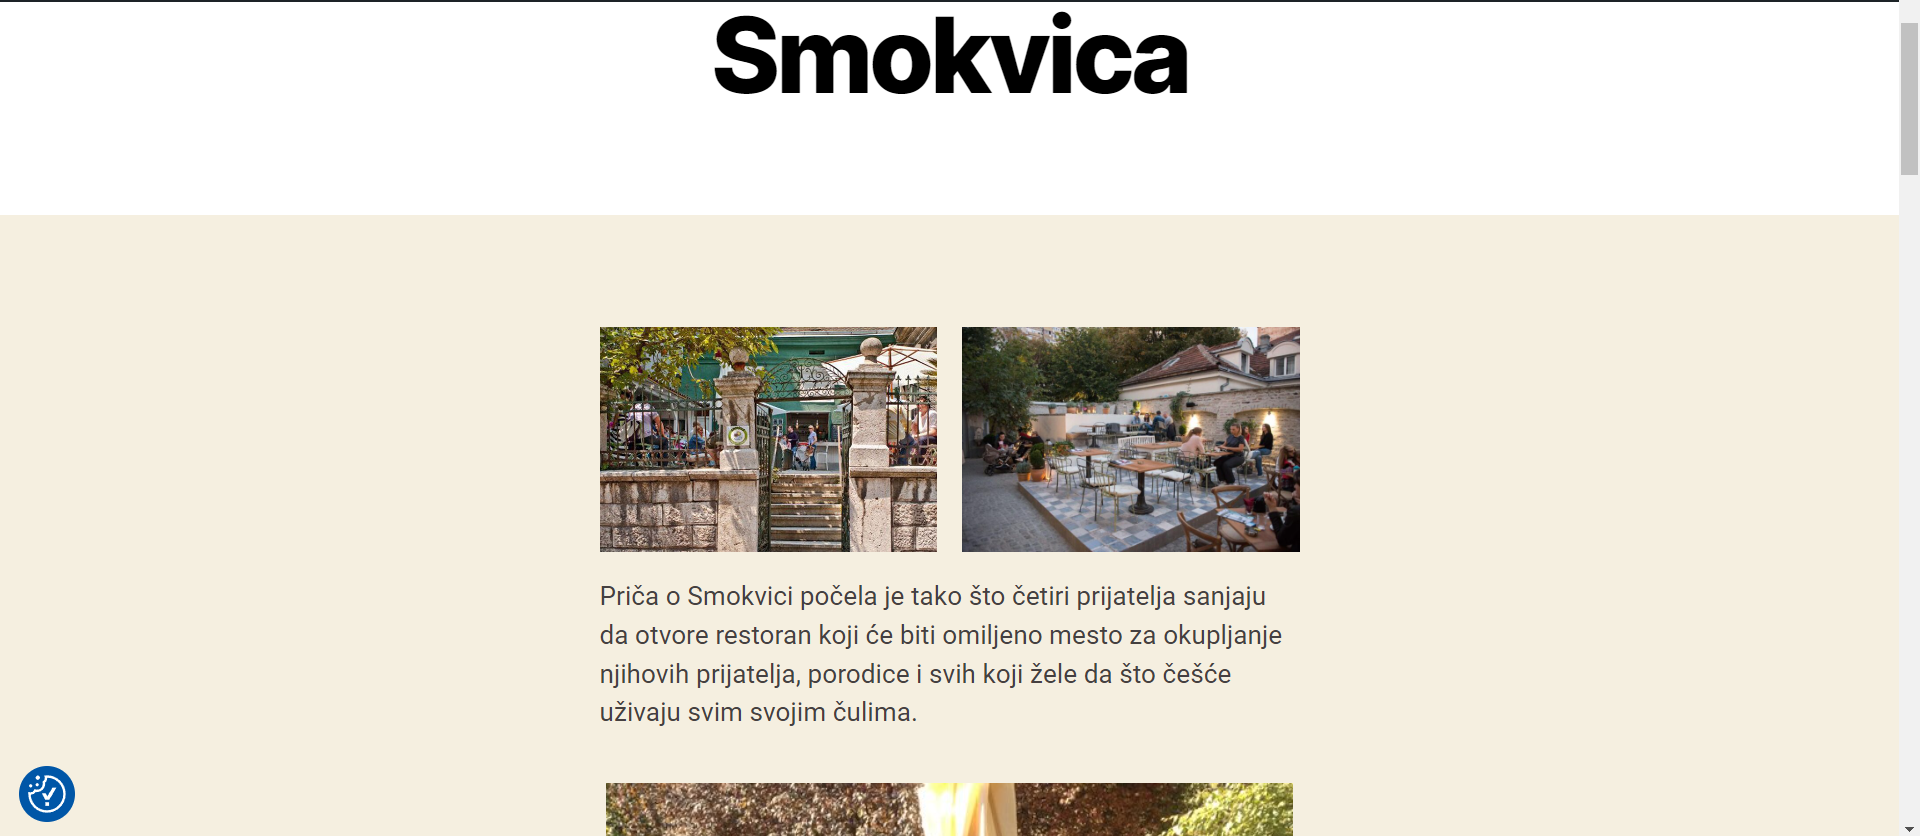 Smokvica
Priča o Smokvici počela je tako što četiri prijatelja sanjaju
da otvore restoran koji će biti omiljeno mesto za okupljanje
njihovih prijatelja, porodice i svih koji žele da što češće
uživaju svim svojim čulima.